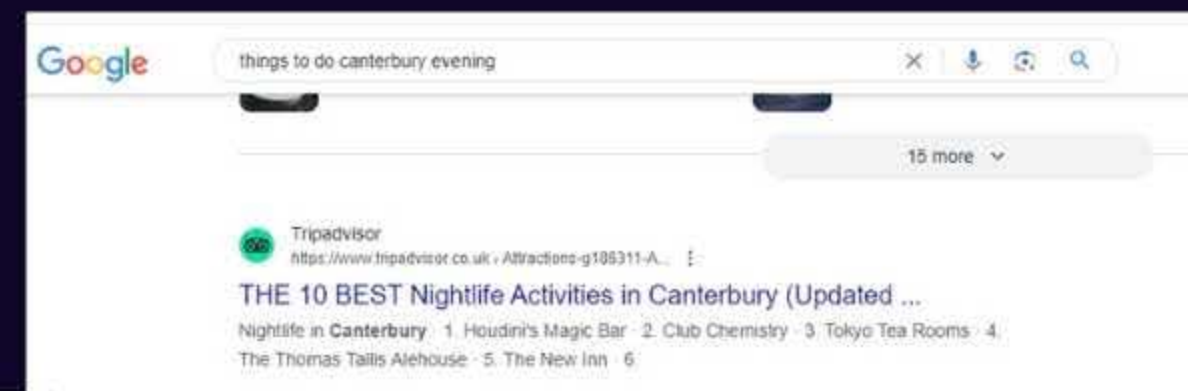 Google
things to do canterbury evening
15 more
Tripadvisor
https://www.tripadvisor.co.uk › Attractions-g186311-A...
THE 10 BEST Nightlife Activities in Canterbury (Updated ...
Nightlife in Canterbury · 1. Houdini's Magic Bar · 2. Club Chemistry · 3. Tokyo Tea Rooms · 4.
The Thomas Tallis Alehouse · 5. The New Inn · 6.